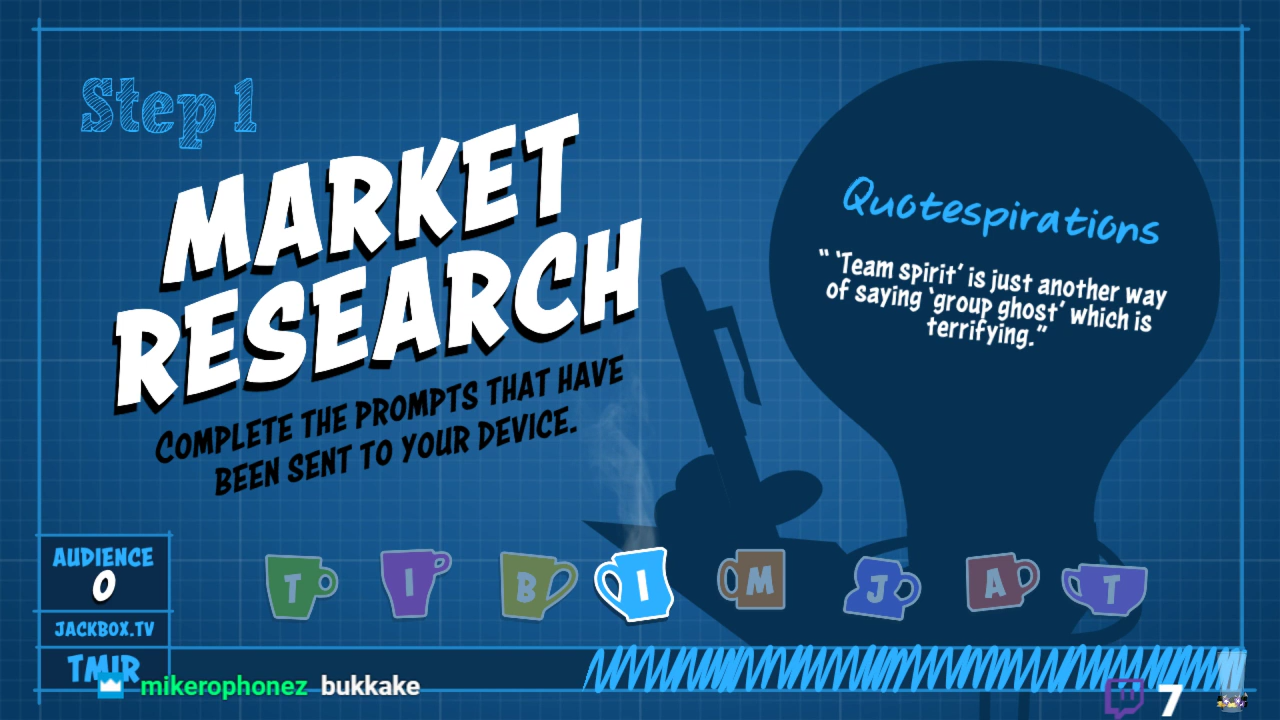 Step 1
MARKET
RESEARCH
COMPLETE THE PROMPTS THAT HAVE
BEEN SENT TO YOUR DEVICE.
Quotespirations
“ ‘Team spirit’ is just another way
of saying ‘group ghost’ which is
terrifying.”
AUDIENCE
0
JACKBOX.TV
TMIR
T I B I M J A T
mikerophonez bukkake
7